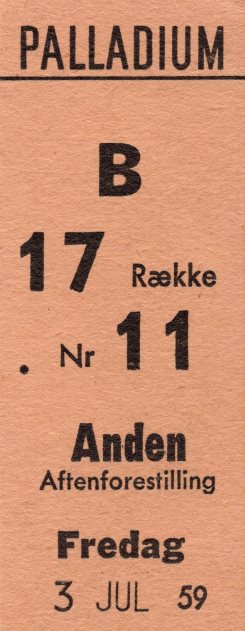 PALLADIUM
B
17 Række
. Nr 11
Anden
Aftenforestilling
Fredag
3 JUL 59